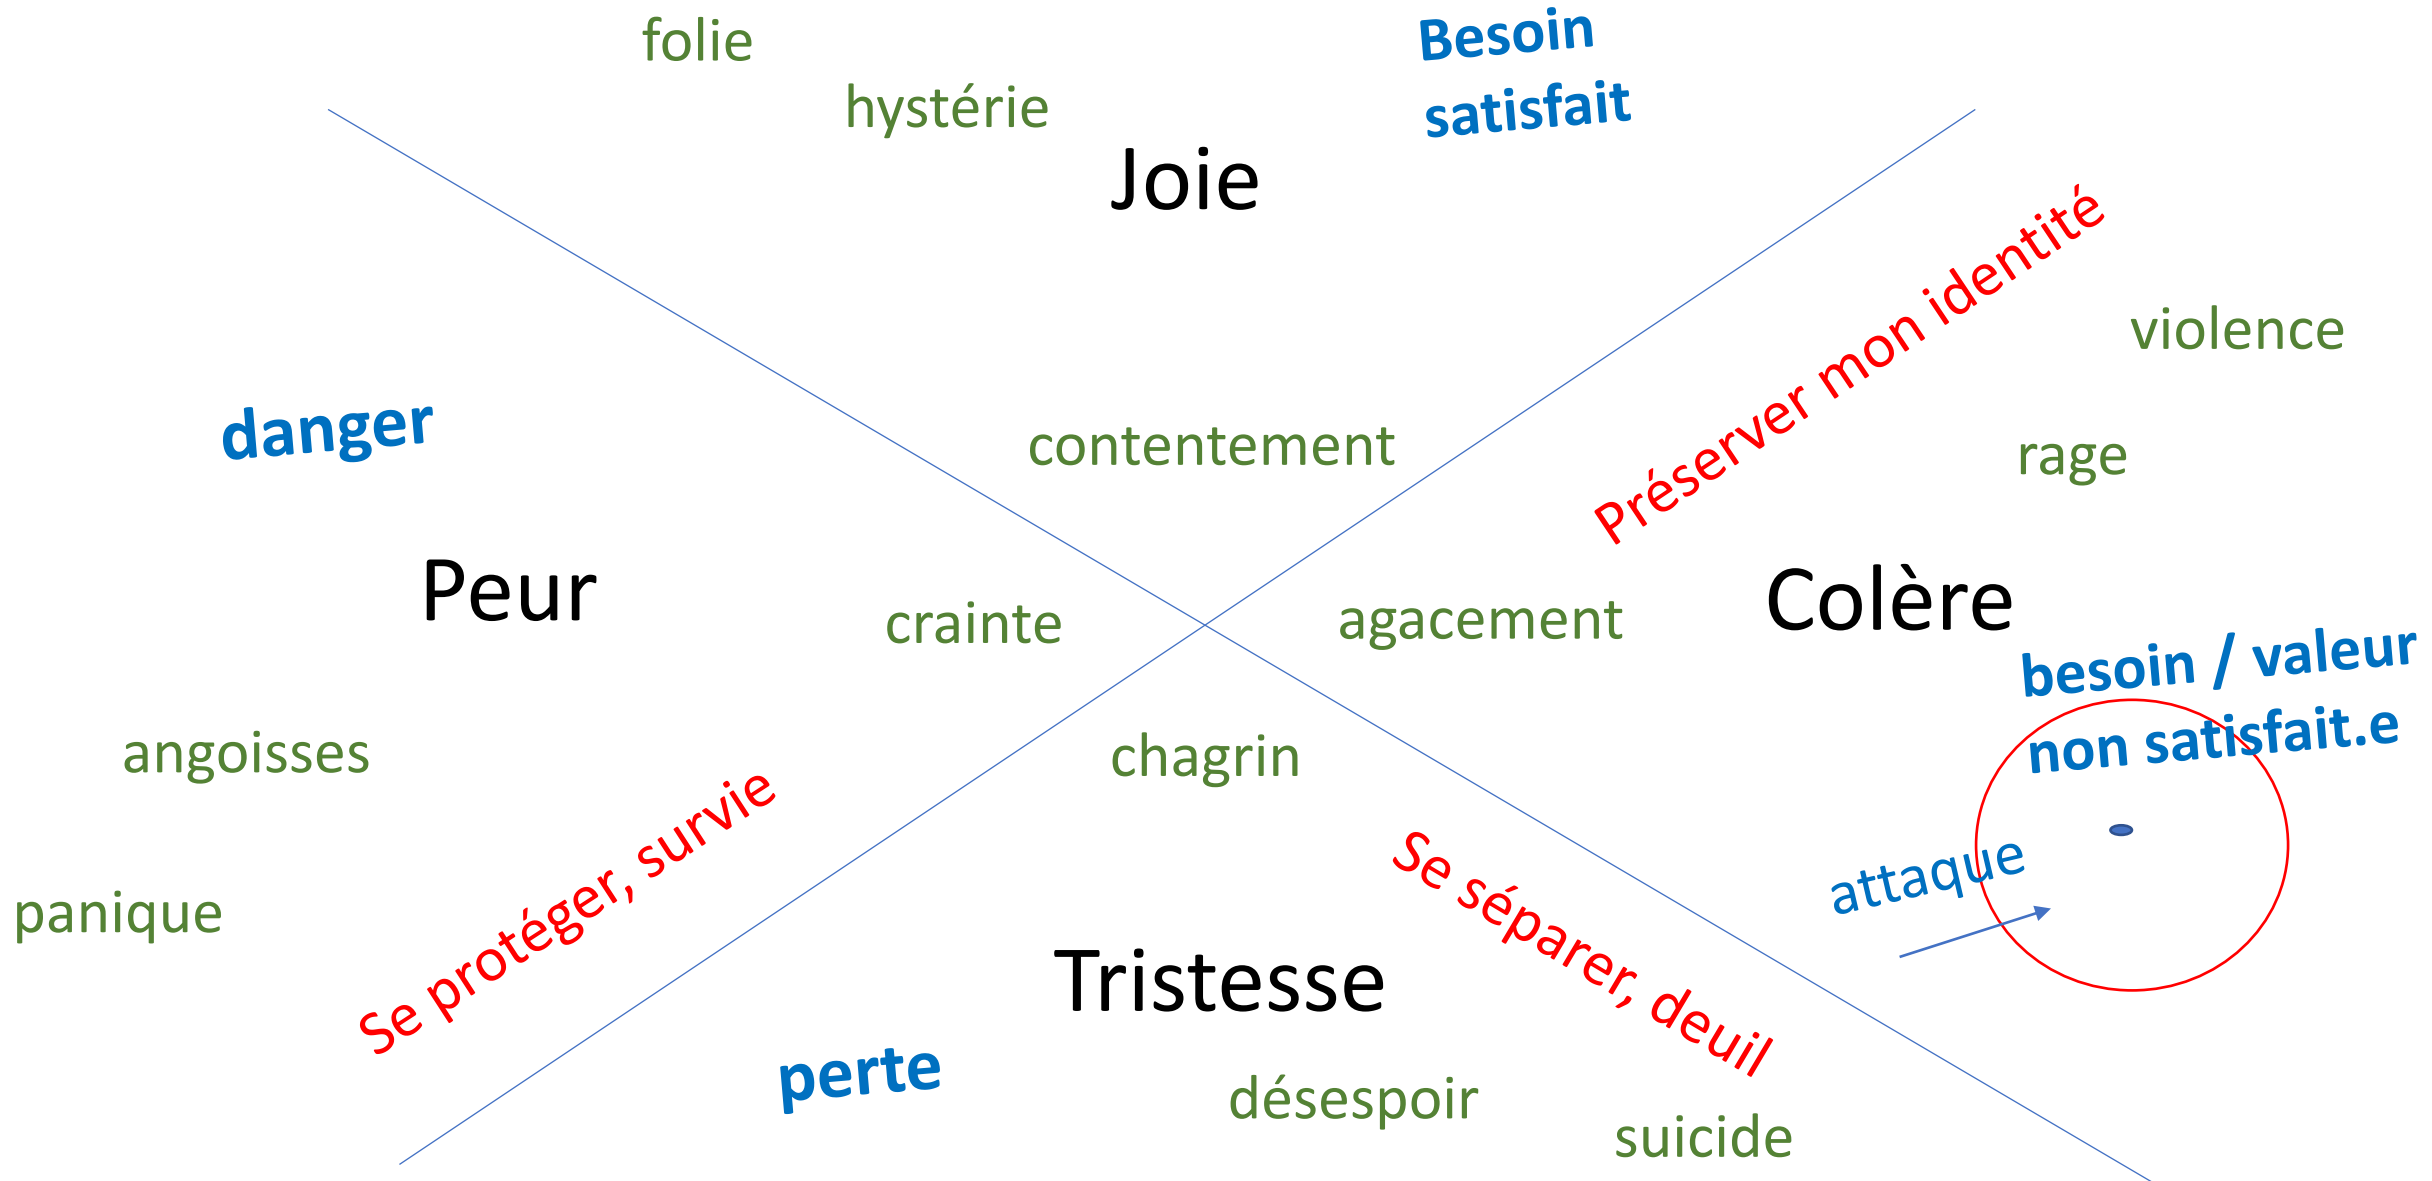 folie
hystérie
Besoin
satisfait
Joie
contentement
danger
Peur
crainte
angoisses
panique
Se protéger, survie
Préserver mon identité
violence
rage
agacement
Colère
besoin / valeur
non satisfait.e
attaque
chagrin
Tristesse
Se séparer, deuil
perte
désespoir
suicide